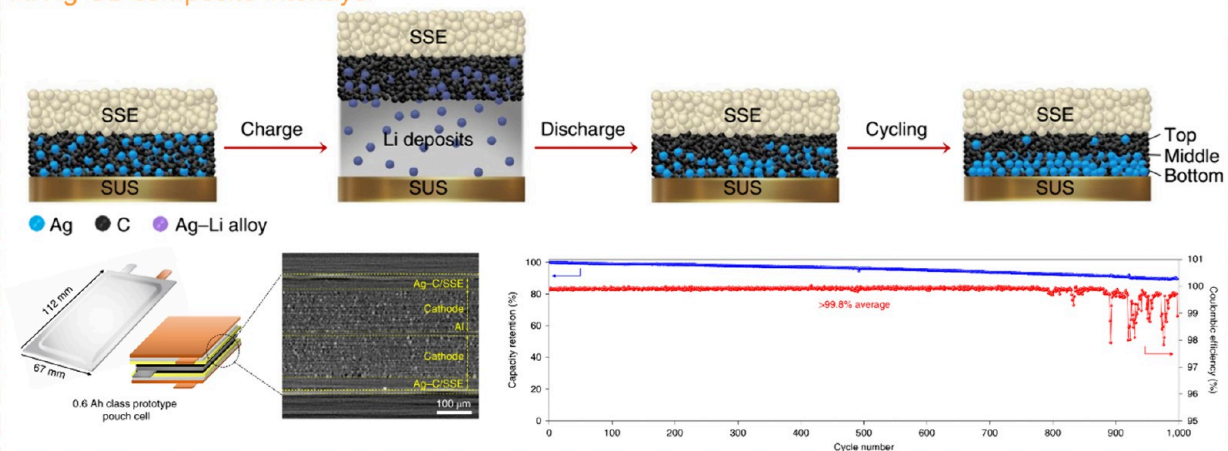 SSE
SUS
Charge
SSE
Li deposits
SUS
Discharge
SSE
SUS
Cycling
SSE
SUS
Top
Middle
Bottom
Ag
C
Ag–Li alloy
112 mm
67 mm
0.6 Ah class prototype
pouch cell
Ag–C/SSE
Cathode
Al
Cathode
Ag–C/SSE
100 μm
Capacity retention (%)
100
80
60
40
20
0
>99.8% average
101
100
99
98
97
96
95
Coulombic efficiency (%)
0 100 200 300 400 500 600 700 800 900 1,000
Cycle number